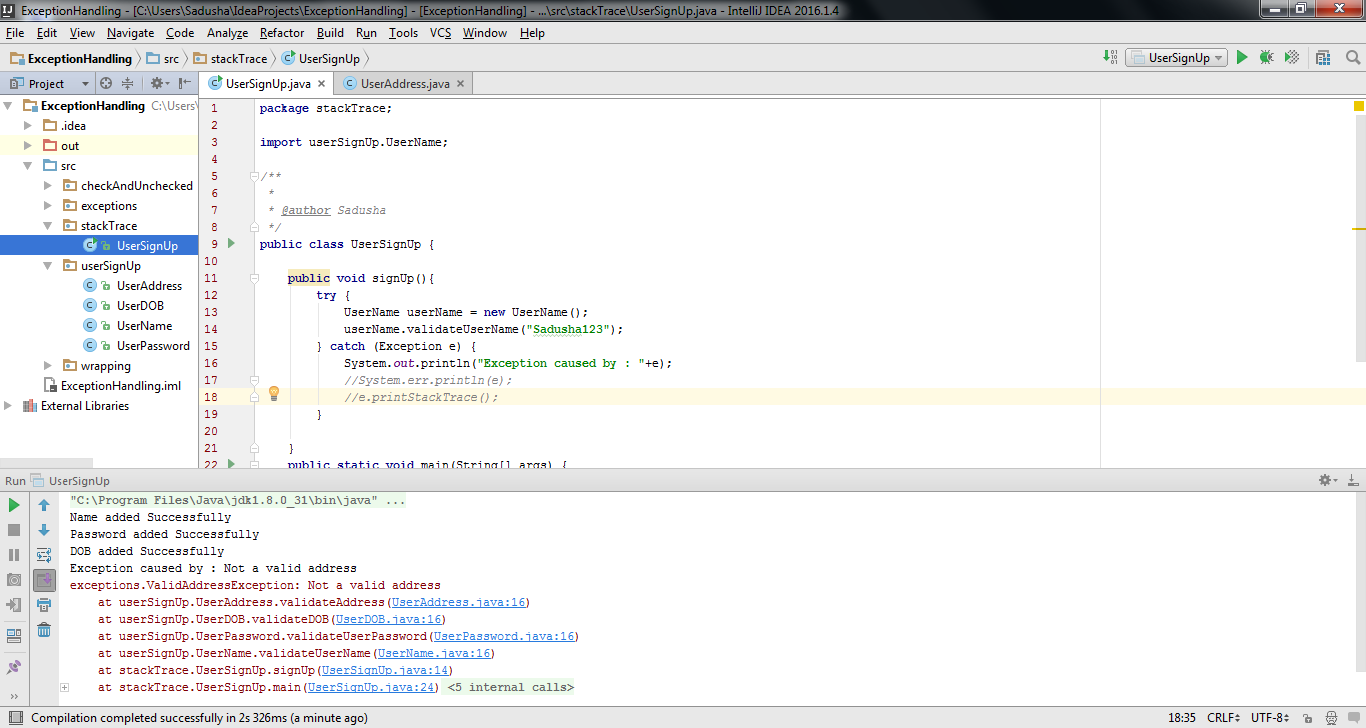 ExceptionHandling - [C:\Users\Sadusha\IdeaProjects\ExceptionHandling] - [ExceptionHandling] - ...\src\stackTrace\UserSignUp.java - IntelliJ IDEA 2016.1.4
File Edit View Navigate Code Analyze Refactor Build Run Tools VCS Window Help
ExceptionHandling src stackTrace UserSignUp UserSignUp
Project
UserSignUp.java UserAddress.java
ExceptionHandling C:\Users\
.idea
out
src
checkAndUnchecked
exceptions
stackTrace
UserSignUp
userSignUp
UserAddress
UserDOB
UserName
UserPassword
wrapping
ExceptionHandling.iml
External Libraries
1 package stackTrace;
2
3 import userSignUp.UserName;
4
5 /**
6 *
7 * @author Sadusha
8 */
9 public class UserSignUp {
10
11 public void signUp(){
12 try {
13 UserName userName = new UserName();
14 userName.validateUserName("Sadusha123");
15 } catch (Exception e) {
16 System.out.println("Exception caused by : "+e);
17 //System.err.println(e);
18 //e.printStackTrace();
19 }
20
21 }
22 public static void main(String[] args) {
Run UserSignUp
"C:\Program Files\Java\jdk1.8.0_31\bin\java" ...
Name added Successfully
Password added Successfully
DOB added Successfully
Exception caused by : Not a valid address
exceptions.ValidAddressException: Not a valid address
at userSignUp.UserAddress.validateAddress(UserAddress.java:16)
at userSignUp.UserDOB.validateDOB(UserDOB.java:16)
at userSignUp.UserPassword.validateUserPassword(UserPassword.java:16)
at userSignUp.UserName.validateUserName(UserName.java:16)
at stackTrace.UserSignUp.signUp(UserSignUp.java:14)
at stackTrace.UserSignUp.main(UserSignUp.java:24) <5 internal calls>
Compilation completed successfully in 2s 326ms (a minute ago) 18:35 CRLF UTF-8